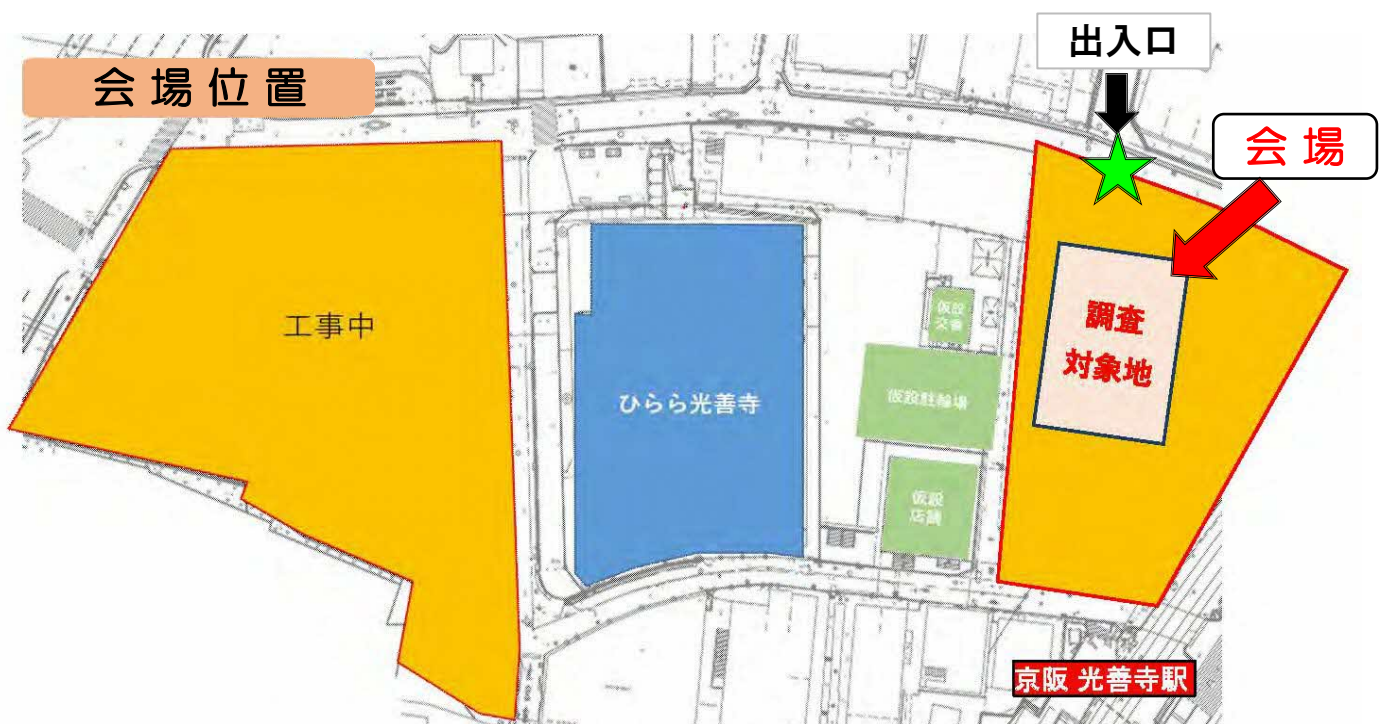 出入口
会場位置
会場
仮設
交番
調査
対象地
工事中
ひらら光善寺
仮設駐輪場
仮設
店舗
京阪 光善寺駅